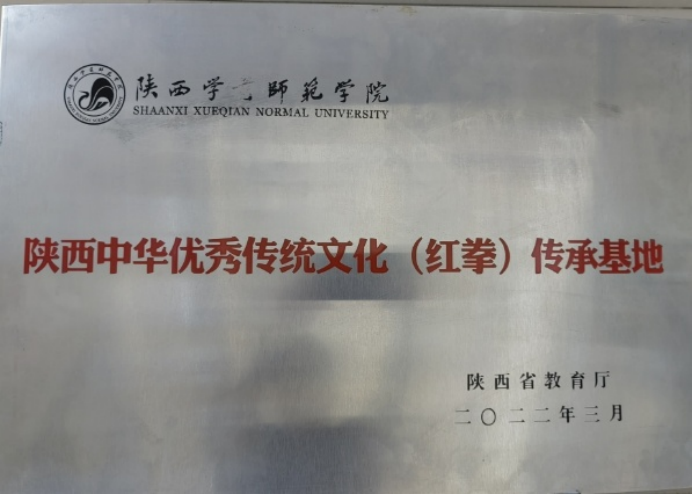 陕西学前師範学院
SHAANXI XUEQIAN NORMAL UNIVERSITY
陕西中华优秀传统文化（红拳）传承基地
陕西省教育厅
二〇二二年三月